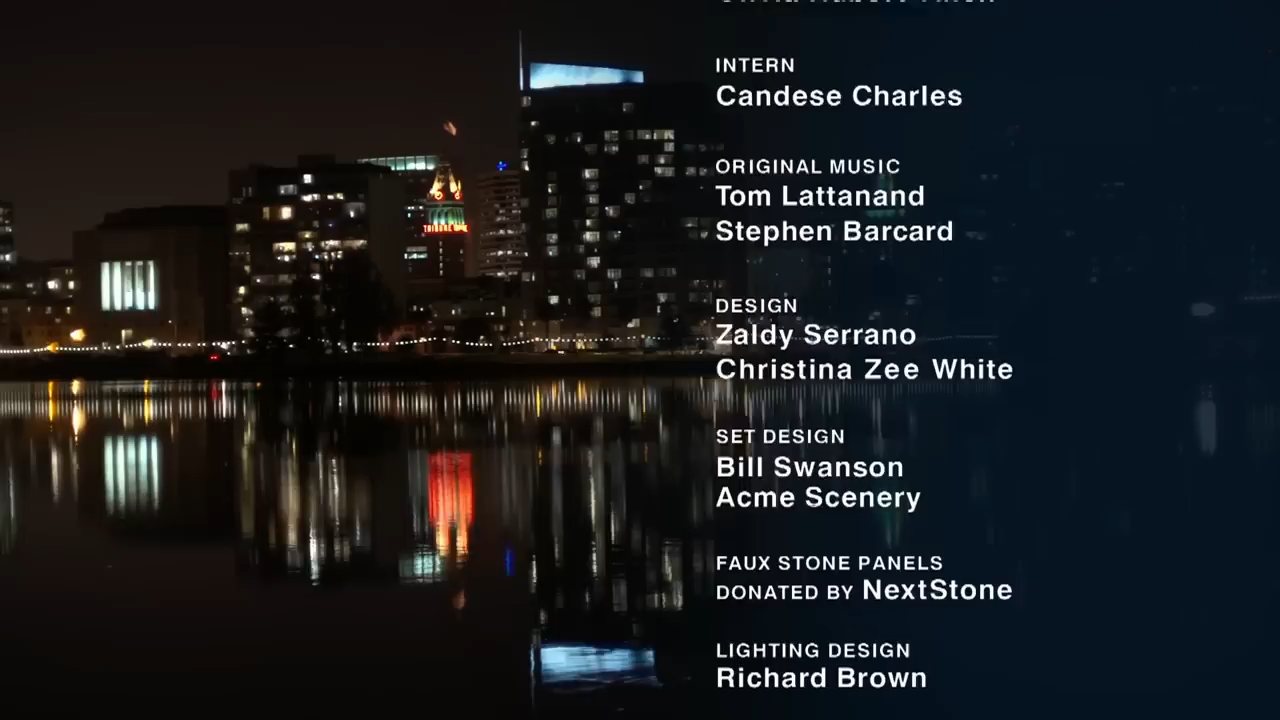 INTERN
Candese Charles
ORIGINAL MUSIC
Tom Lattanand
Stephen Barcard
DESIGN
Zaldy Serrano
Christina Zee White
SET DESIGN
Bill Swanson
Acme Scenery
FAUX STONE PANELS
DONATED BY NextStone
LIGHTING DESIGN
Richard Brown